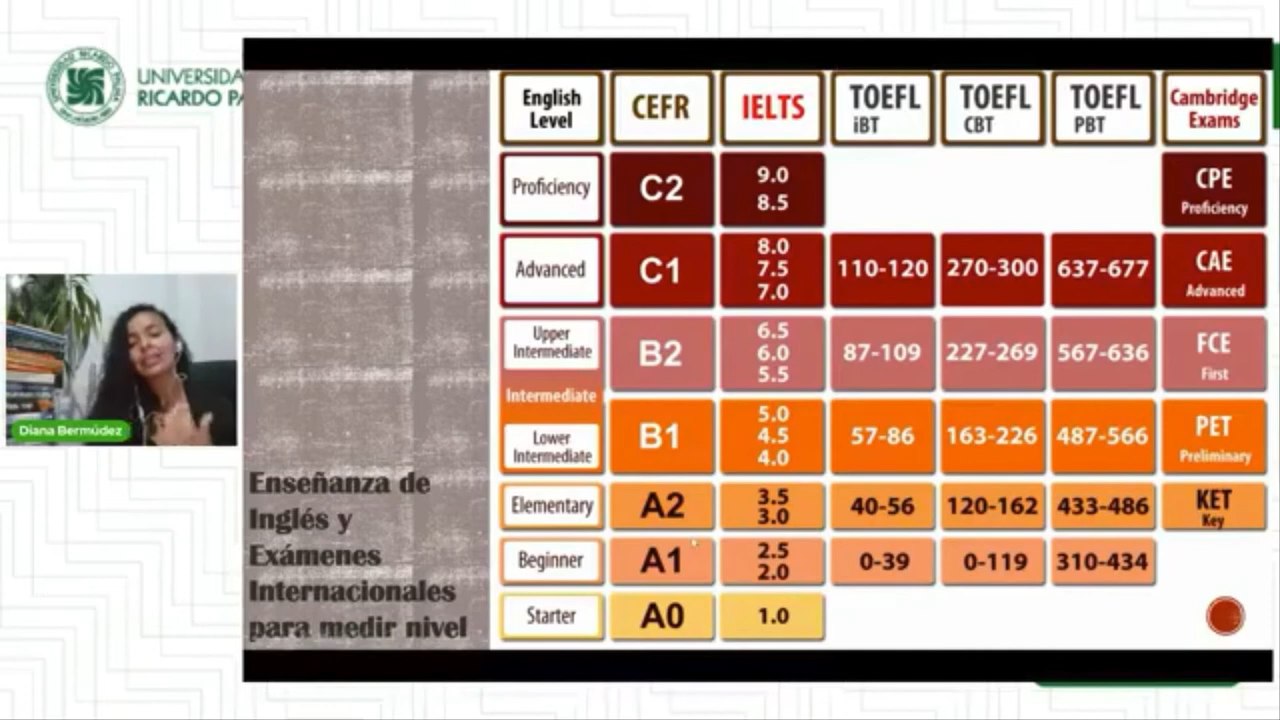 UNIVERSIDA
RICARDO PA
Diana Bermúdez
Enseñanza de
Inglés y
Exámenes
Internacionales
para medir nivel
English
Level
CEFR
IELTS
TOEFL
iBT
TOEFL
CBT
TOEFL
PBT
Cambridge
Exams
Proficiency
C2
9.0
8.5
CPE
Proficiency
Advanced
C1
8.0
7.5
7.0
110-120
270-300
637-677
CAE
Advanced
Upper
Intermediate
B2
6.5
6.0
5.5
87-109
227-269
567-636
FCE
First
Intermediate
Lower
Intermediate
B1
5.0
4.5
4.0
57-86
163-226
487-566
PET
Preliminary
Elementary
A2
3.5
3.0
40-56
120-162
433-486
KET
Key
Beginner
A1
2.5
2.0
0-39
0-119
310-434
Starter
A0
1.0